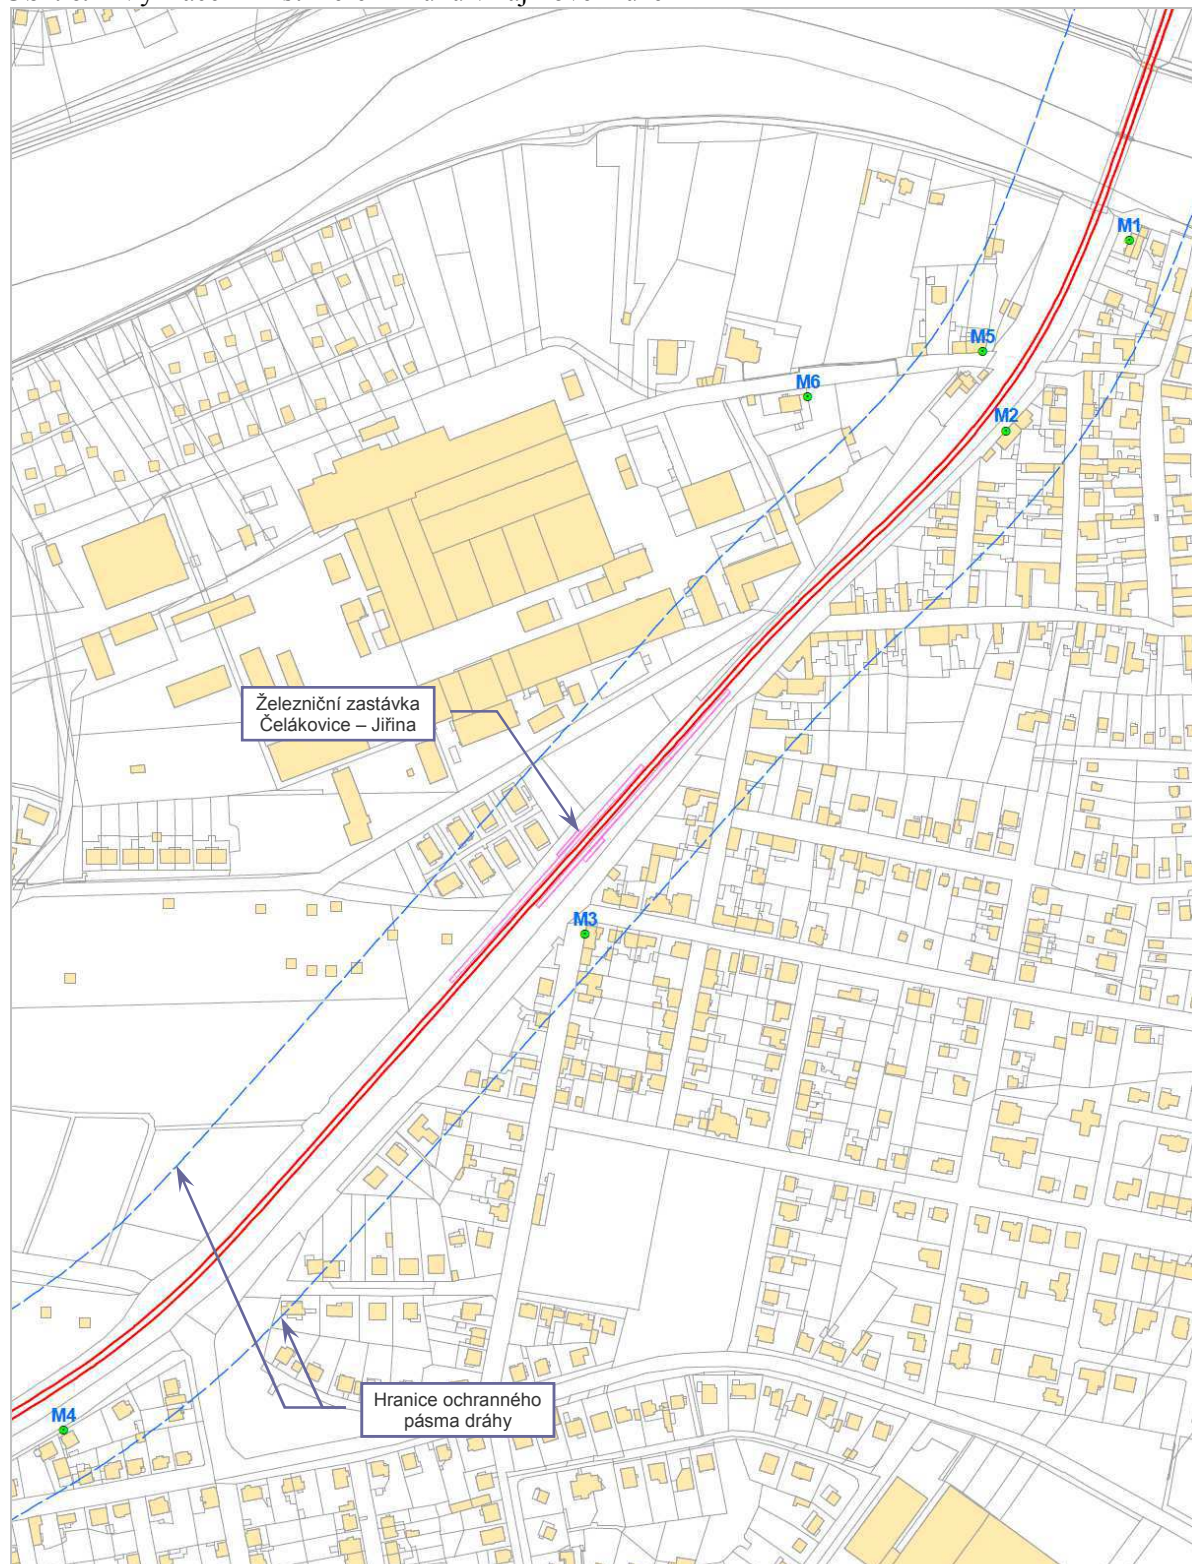 M1
M5
M6
M2
Železniční zastávka
Čelákovice – Jiřina
M3
Hranice ochranného
pásma dráhy
M4